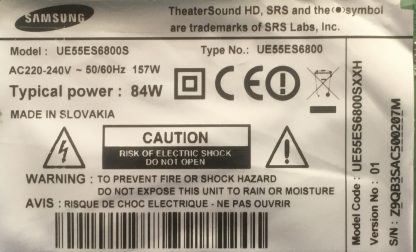 SAMSUNG
TheaterSound HD, SRS and the (●) symbol
are trademarks of SRS Labs, Inc.
Model : UE55ES6800S
Type No.: UE55ES6800
AC220-240V ~ 50/60Hz 157W
Typical power : 84W
MADE IN SLOVAKIA
CAUTION
RISK OF ELECTRIC SHOCK
DO NOT OPEN
WARNING : TO PREVENT FIRE OR SHOCK HAZARD
DO NOT EXPOSE TO RAIN OR MOISTURE
AVIS : RISQUE DE CHOC ELECTRIQUE - NE PAS OUVRIR
Model Code : UE55ES6800SXXH
Version No : 01
S/N : Z9QB3SAC500207M